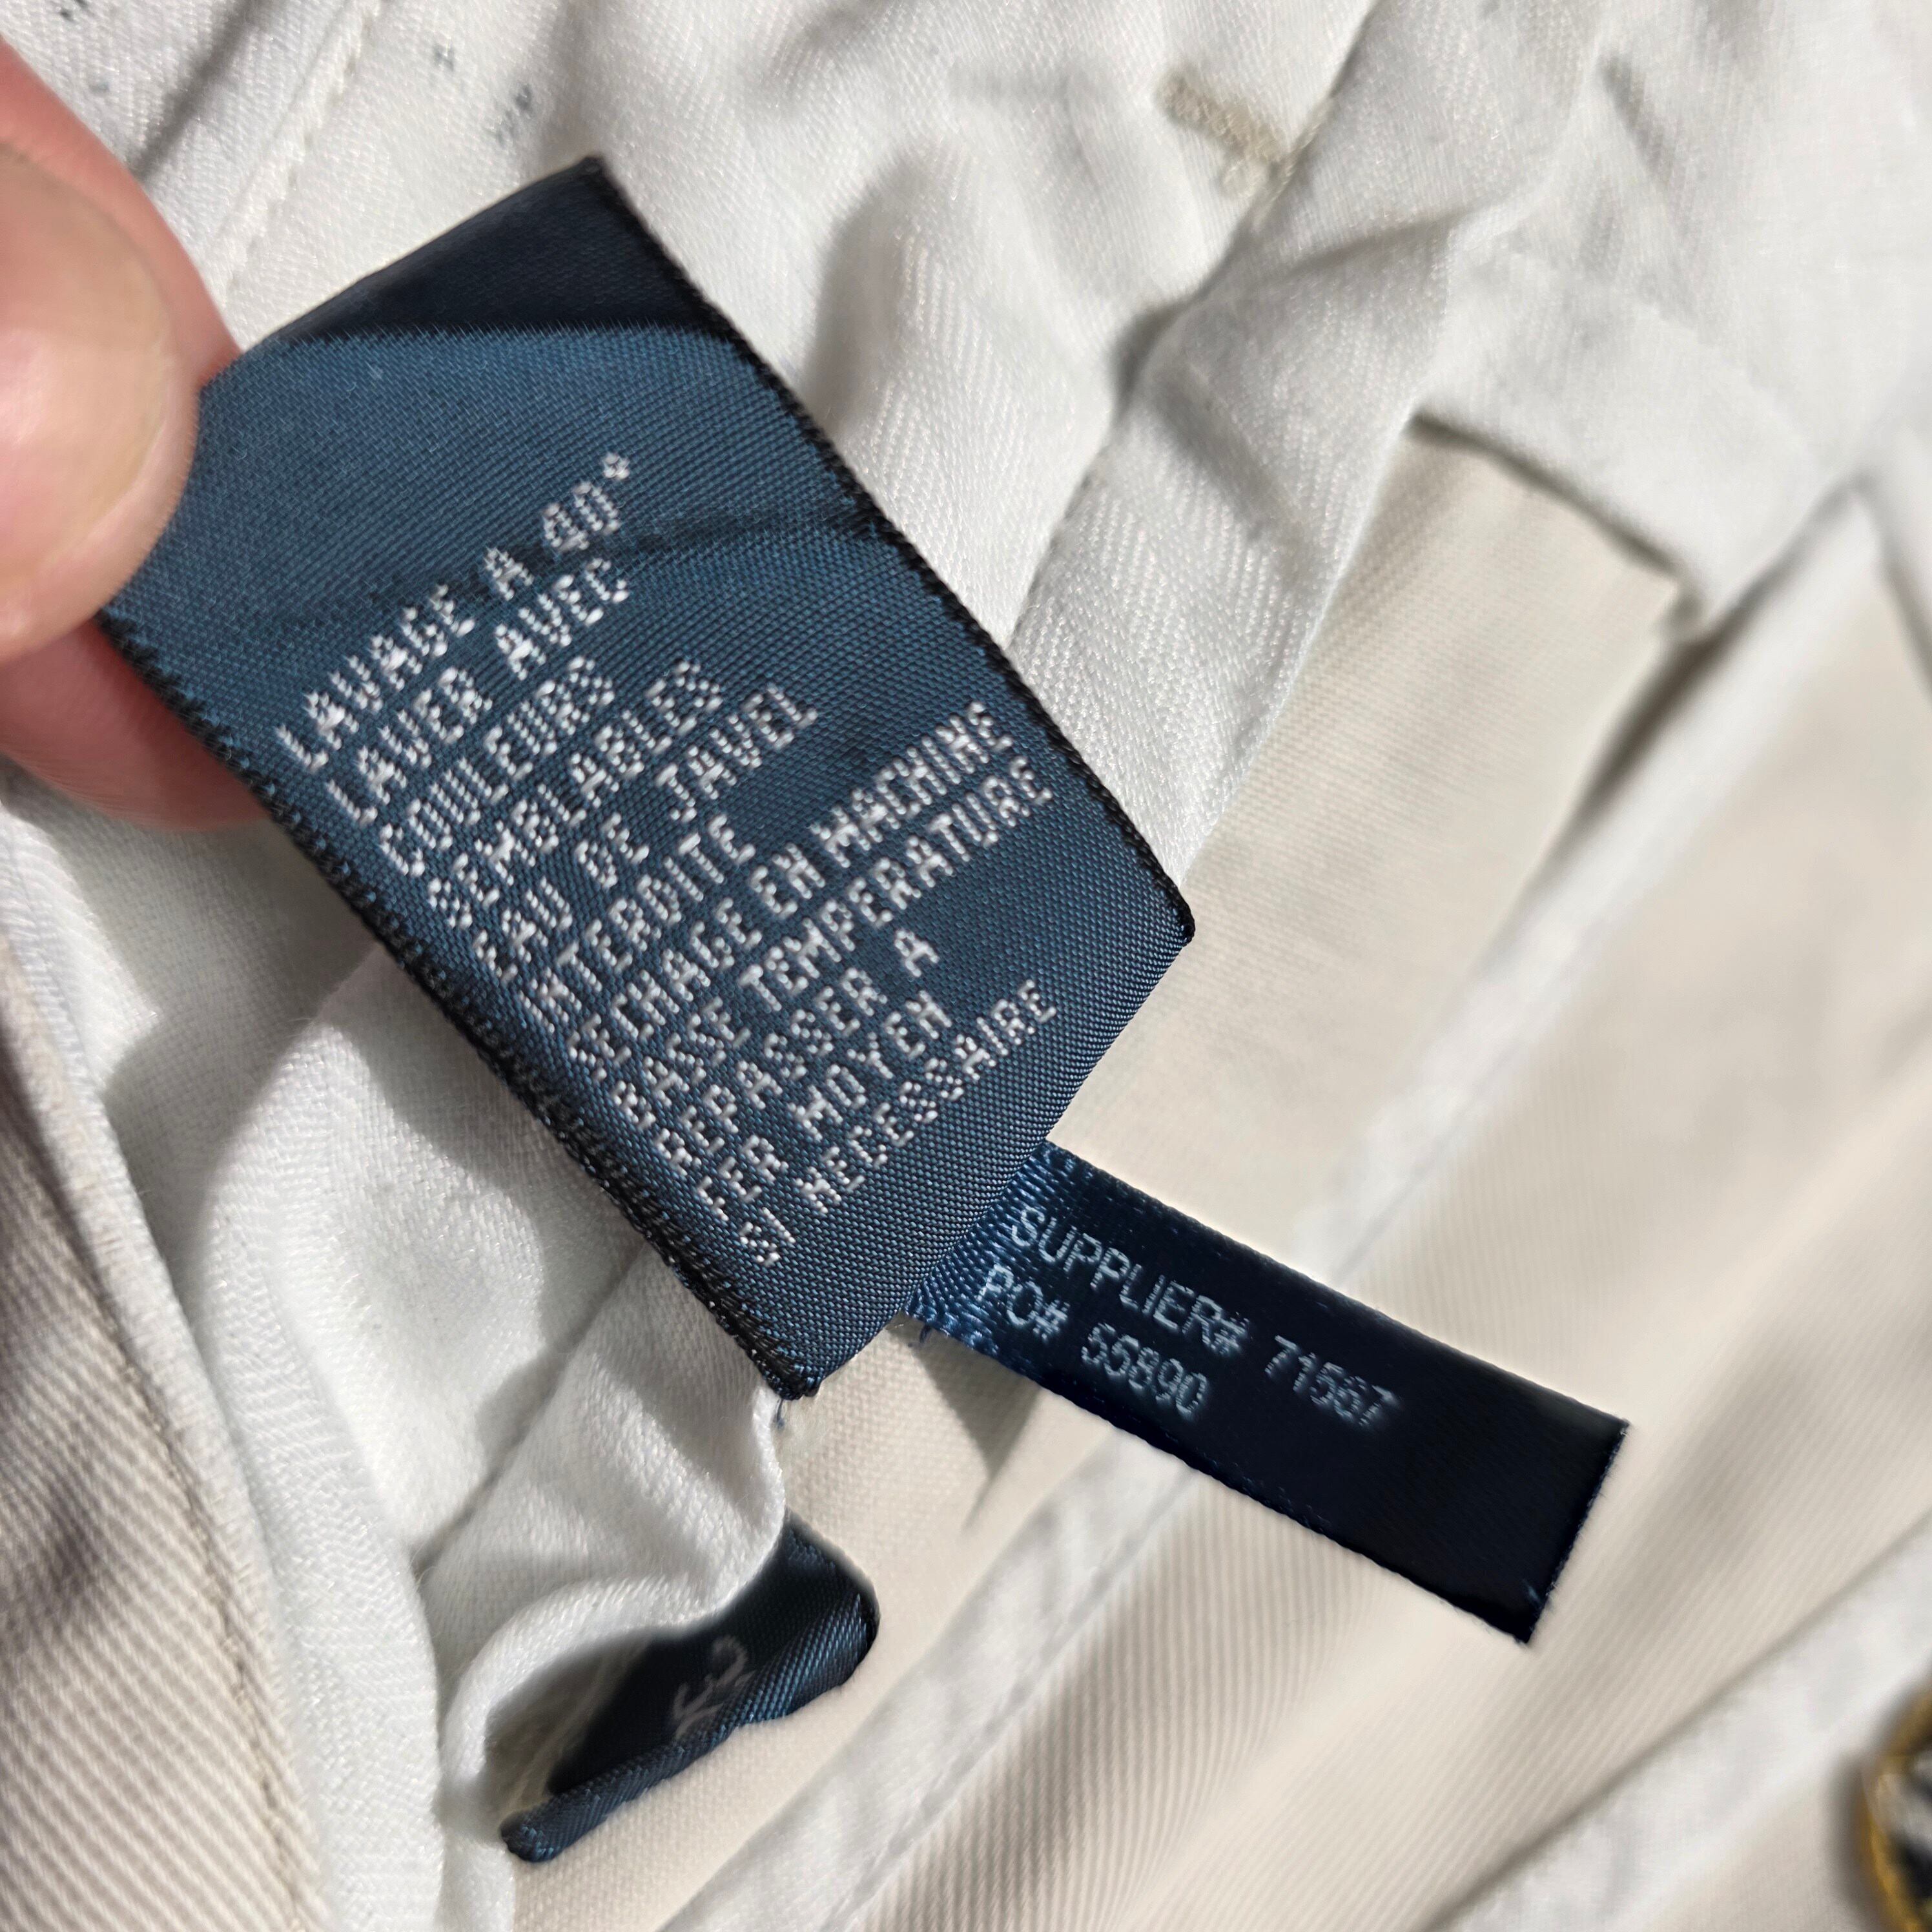 LAVAGE A 40°
LAVER AVEC
COULEURS
SEMBLABLES
EAU DE JAVEL
INTERDITE
SECHAGE EN MACHINE
BASSE TEMPERATURE
REPASSER A
FER MOYEN
SI NECESSAIRE
SUPPLIER# 71567
PO# 55890